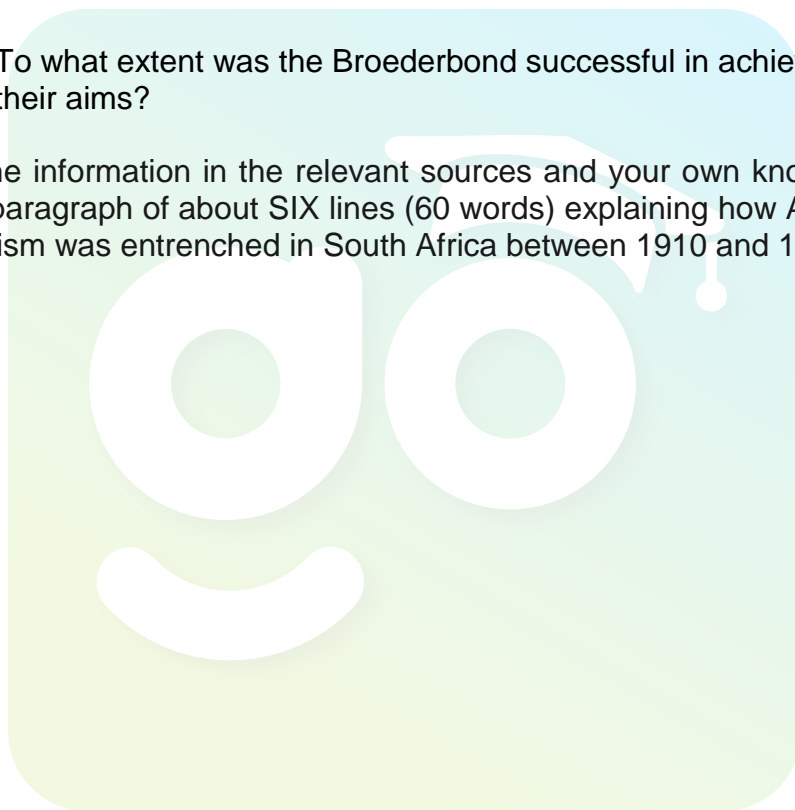 To what extent was the Broederbond successful in achie
their aims?
he information in the relevant sources and your own kno
paragraph of about SIX lines (60 words) explaining how A
ism was entrenched in South Africa between 1910 and 1
go